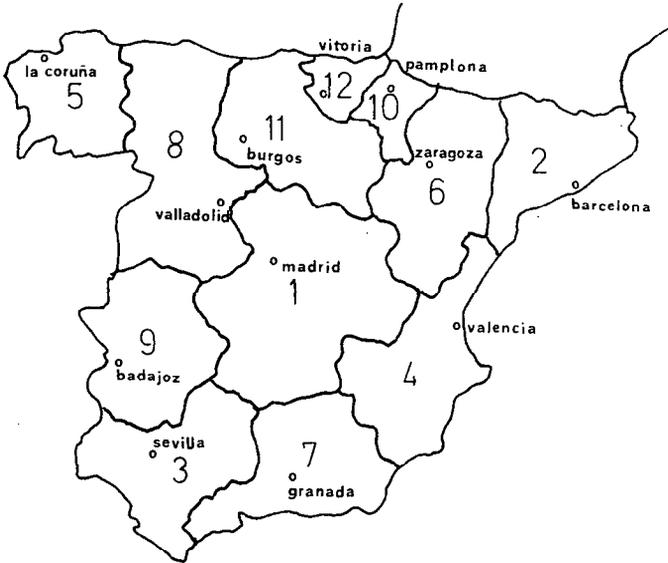 vitoria
pamplona
la coruña
5
12
10
11
8
burgos
zaragoza
6
2
barcelona
valladolid
madrid
1
valencia
9
badajoz
4
sevilla
3
7
granada